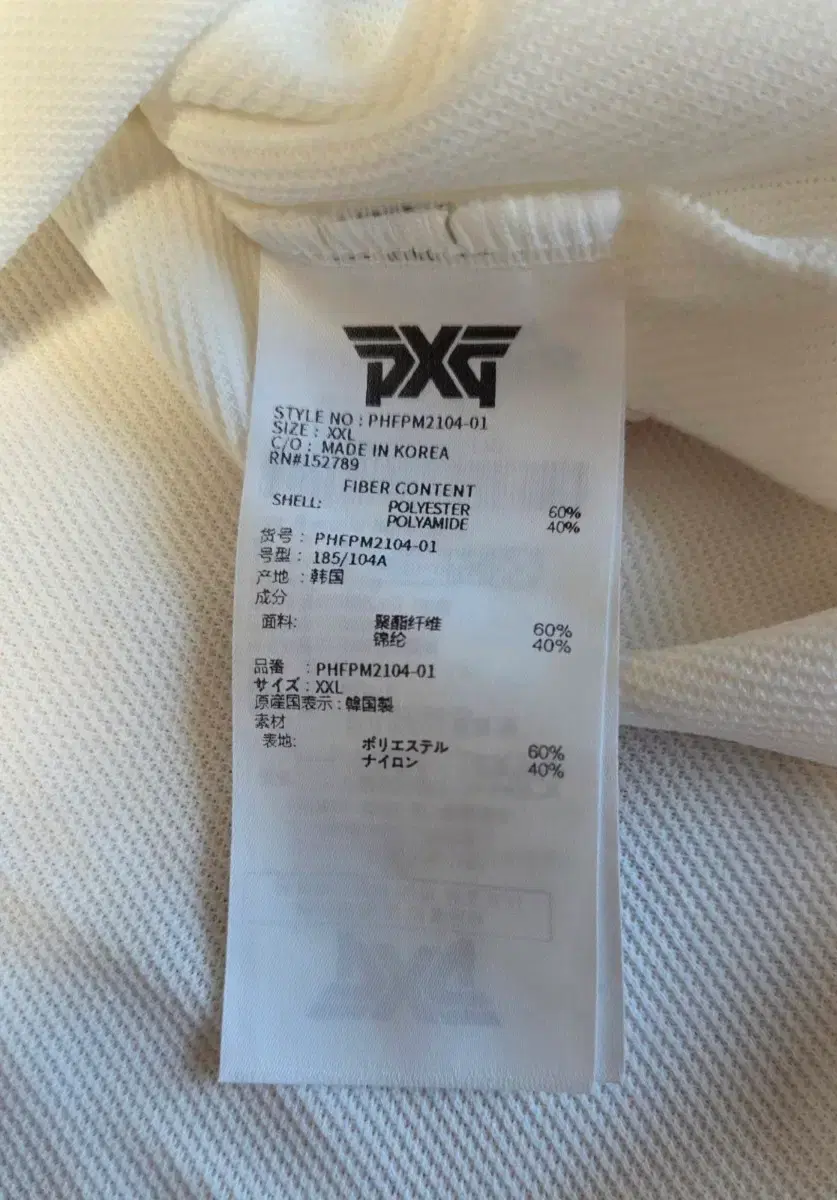 PXG
STYLE NO : PHFPM2104-01
SIZE : XXL
C/O : MADE IN KOREA
RN#152789
FIBER CONTENT
SHELL: POLYESTER 60%
POLYAMIDE 40%
货号 : PHFPM2104-01
号型 : 185/104A
产地 : 韩国
成分
面料: 聚酯纤维 60%
锦纶 40%
品番 : PHFPM2104-01
サイズ : XXL
原産国表示 : 韓国製
素材
表地: ポリエステル 60%
ナイロン 40%